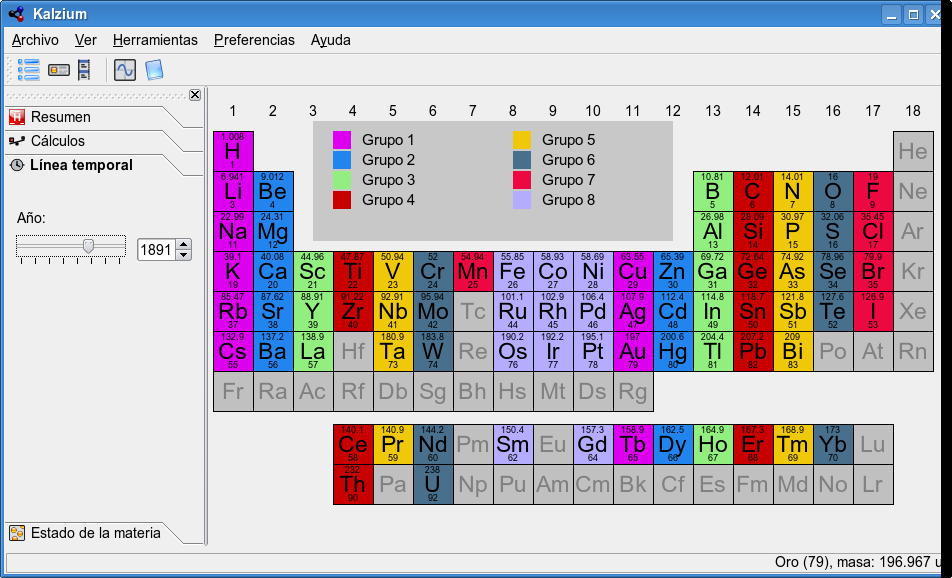 Kalzium
Archivo Ver Herramientas Preferencias Ayuda
Resumen
Cálculos
Línea temporal
Año:
1891
Estado de la materia
1 2 3 4 5 6 7 8 9 10 11 12 13 14 15 16 17 18
Grupo 1 Grupo 5
Grupo 2 Grupo 6
Grupo 3 Grupo 7
Grupo 4 Grupo 8
1.008
H He
1
6.941 9.012 10.81 12.01 14.01 16 19
Li Be B C N O F Ne
3 4 5 6 7 8 9
22.99 24.31 26.98 28.09 30.97 32.06 35.45
Na Mg Al Si P S Cl Ar
11 12 13 14 15 16 17
39.1 40.08 44.96 47.87 50.94 52 54.94 55.85 58.93 58.69 63.55 65.39 69.72 72.64 74.92 78.96 79.9
K Ca Sc Ti V Cr Mn Fe Co Ni Cu Zn Ga Ge As Se Br Kr
19 20 21 22 23 24 25 26 27 28 29 30 31 32 33 34 35
85.47 87.62 88.91 91.22 92.91 95.94 101.1 102.9 106.4 107.9 112.4 114.8 118.7 121.8 127.6 126.9
Rb Sr Y Zr Nb Mo Tc Ru Rh Pd Ag Cd In Sn Sb Te I Xe
37 38 39 40 41 42 44 45 46 47 48 49 50 51 52 53
132.9 137.2 138.9 180.9 183.8 190.2 192.2 195.1 197 200.6 204.4 207.2 209
Cs Ba La Hf Ta W Re Os Ir Pt Au Hg Tl Pb Bi Po At Rn
55 56 57 73 74 76 77 78 79 80 81 82 83
Fr Ra Ac Rf Db Sg Bh Hs Mt Ds Rg
140.1 140.9 144.2 150.4 157.2 158.9 162.5 164.9 167.3 168.9 173
Ce Pr Nd Pm Sm Eu Gd Tb Dy Ho Er Tm Yb Lu
58 59 60 62 64 65 66 67 68 69 70
232 238
Th Pa U Np Pu Am Cm Bk Cf Es Fm Md No Lr
90 92
Oro (79), masa: 196.967 u